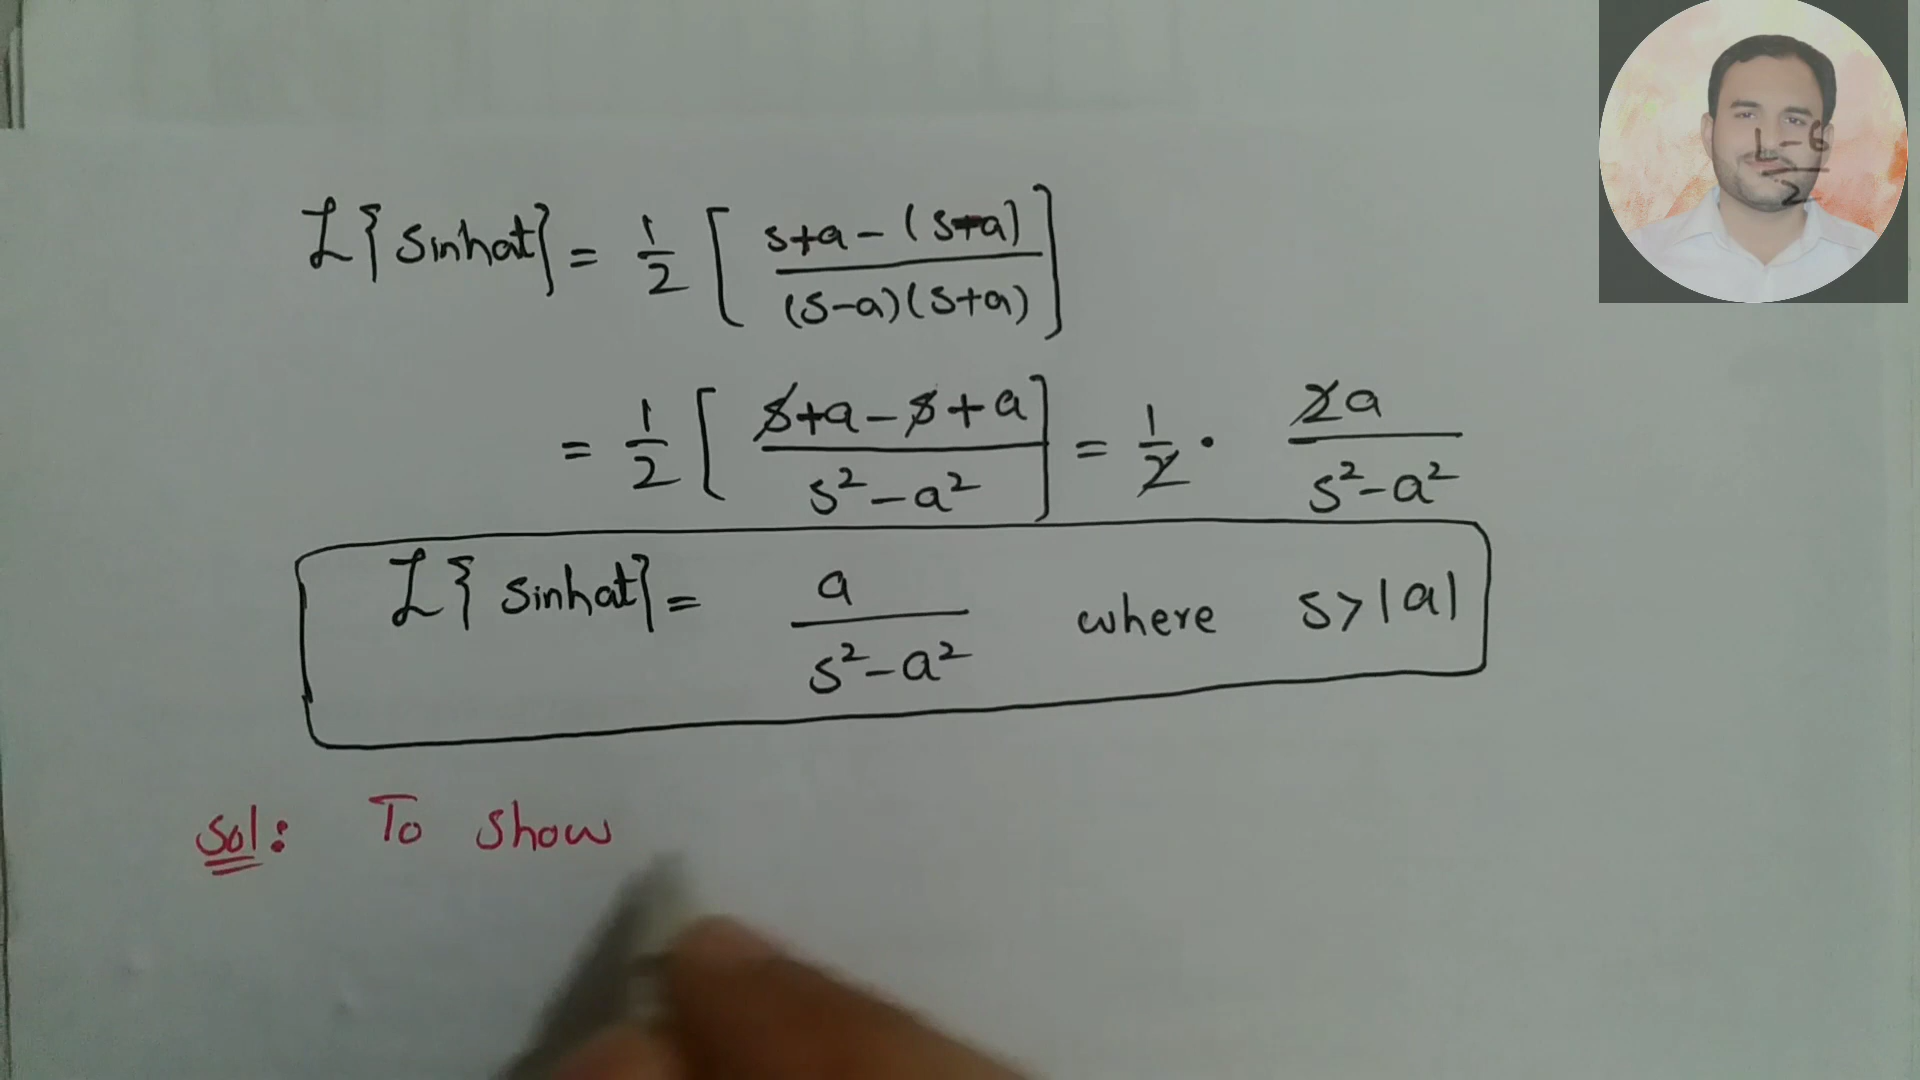 ℒ{sinhat} = 1/2 [ s+a-(s-a) / (s-a)(s+a) ]
= 1/2 [ s+a-s+a / s²-a² ] = 1/2 · 2a / s²-a²
ℒ{sinhat} = a / s²-a² where s>|a|
Sol: To show